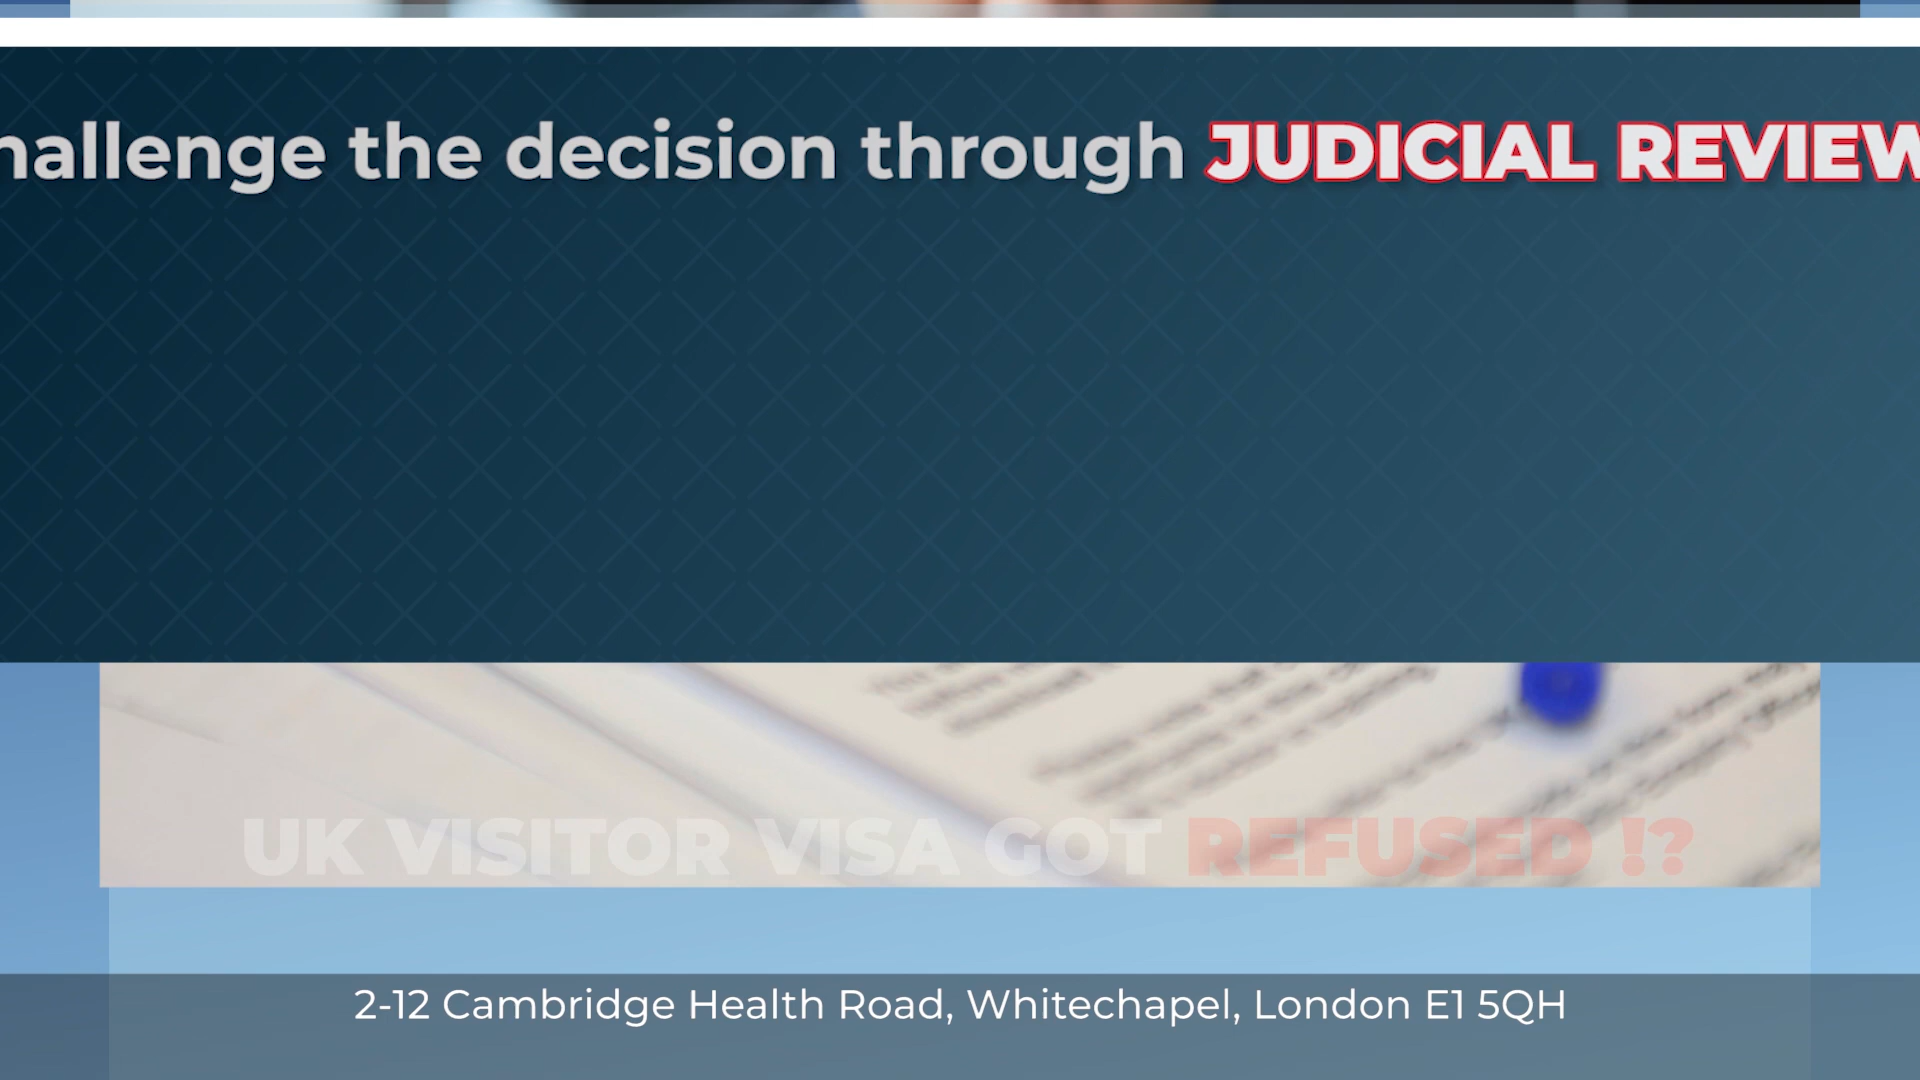 hallenge the decision through JUDICIAL REVIEW
UK VISITOR VISA GOT REFUSED !?
2-12 Cambridge Health Road, Whitechapel, London E1 5QH